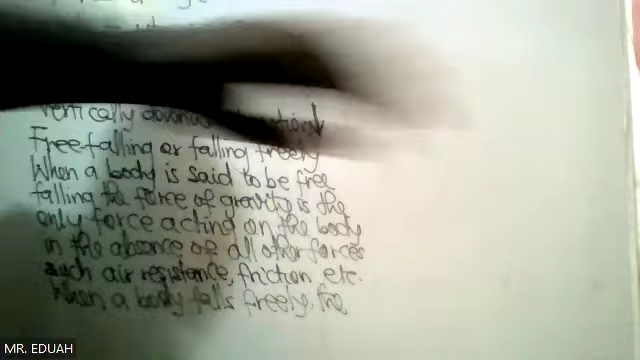 vertically
Free falling or falling freely
When a body is said to be free
falling the force of gravity is the
only force acting on the body
in the absence of all other forces
such air resistance, friction etc.
When a body falls freely, the
MR. EDUAH